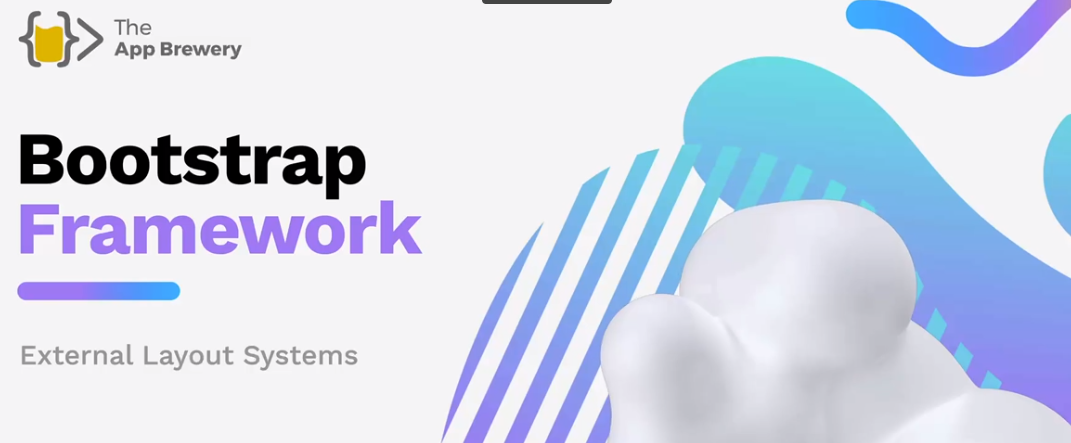 The
App Brewery
Bootstrap
Framework
External Layout Systems